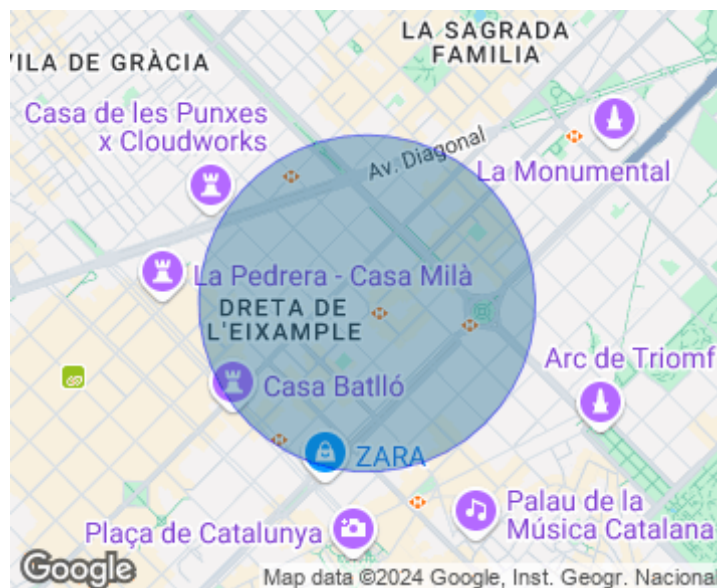 LA SAGRADA
FAMILIA
'ILA DE GRÀCIA
Casa de les Punxes
x Cloudworks
Av. Diagonal
La Monumental
La Pedrera - Casa Milà
DRETA DE
L'EIXAMPLE
Arc de Triomf
Casa Batlló
ZARA
Palau de la
Música Catalana
Plaça de Catalunya
Google
Map data ©2024 Google, Inst. Geogr. Nacional